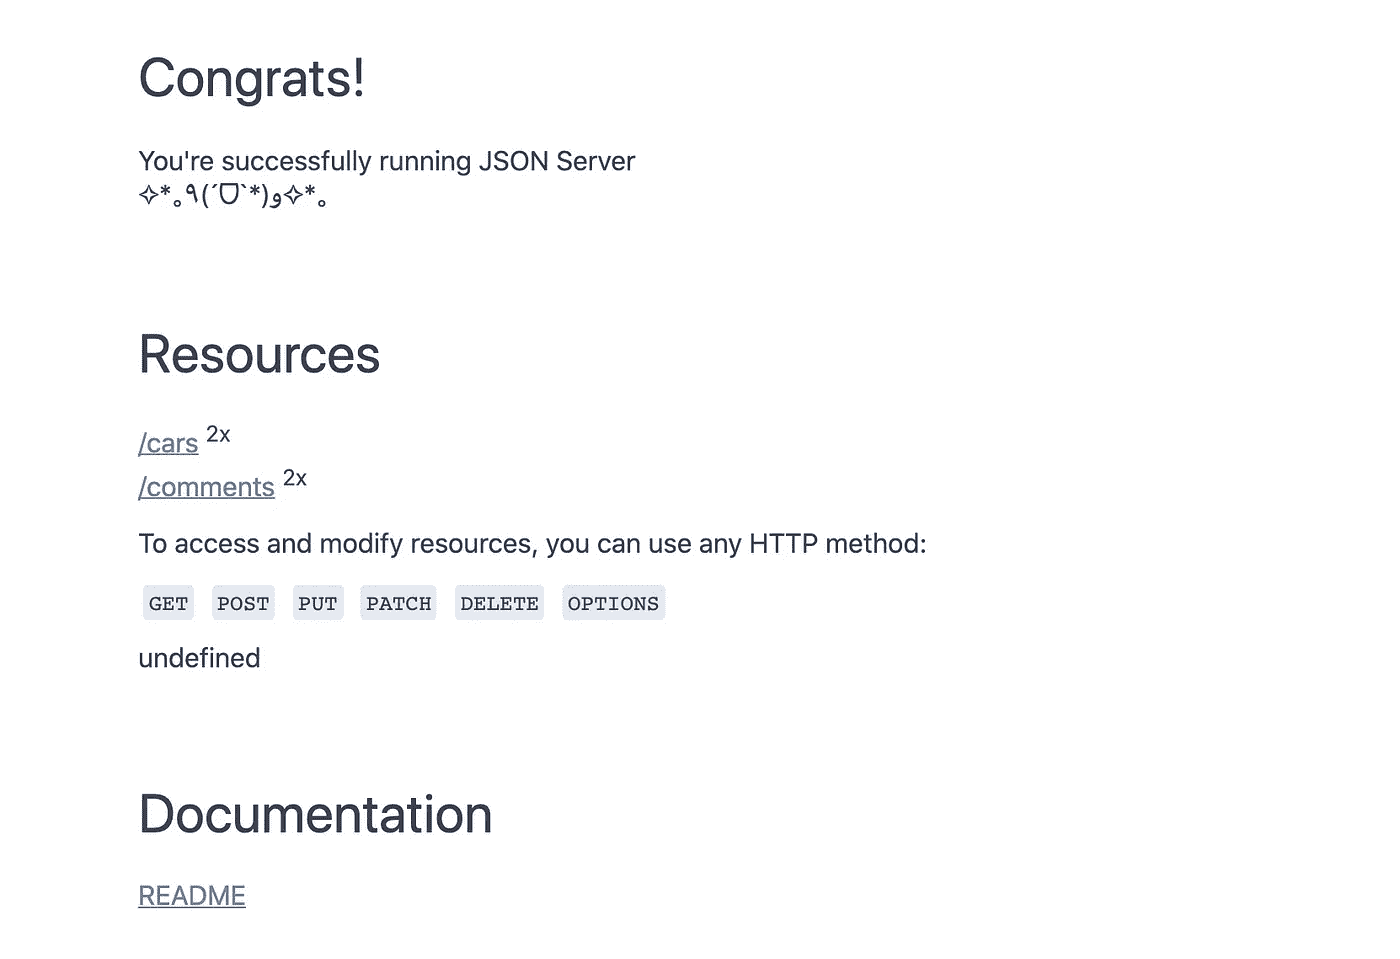 Congrats!
You're successfully running JSON Server
✧*｡٩(ˊᗜˋ*)و✧*｡
Resources
/cars 2x
/comments 2x
To access and modify resources, you can use any HTTP method:
GET POST PUT PATCH DELETE OPTIONS
undefined
Documentation
README